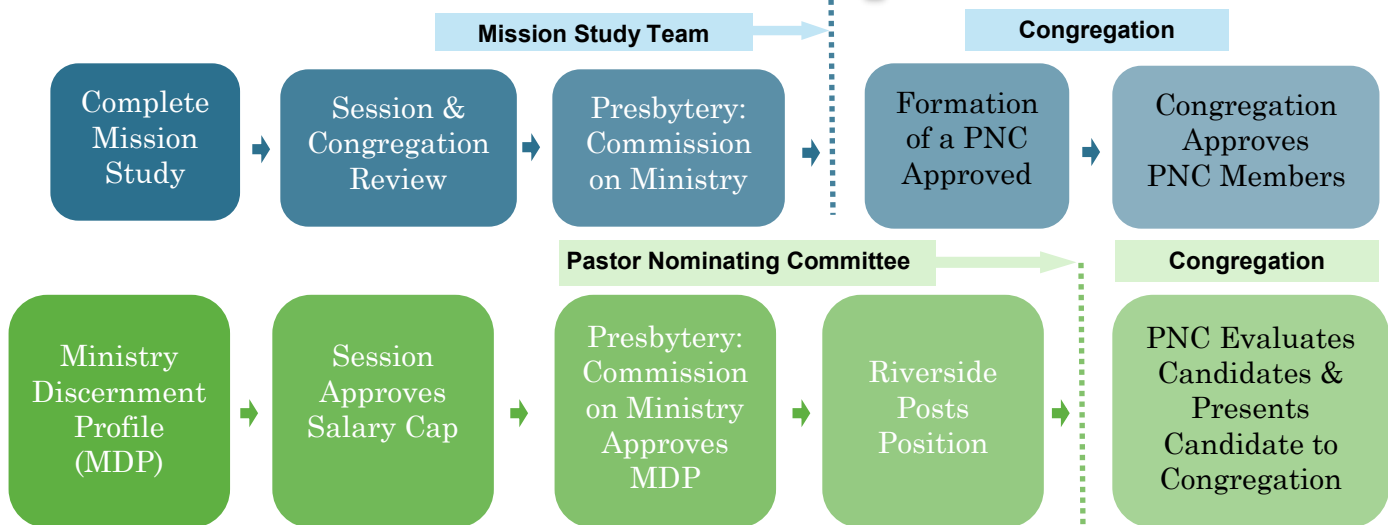 Mission Study Team
Congregation
Complete
Mission
Study
Session &
Congregation
Review
Presbytery:
Commission
on Ministry
Formation
of a PNC
Approved
Congregation
Approves
PNC Members
Pastor Nominating Committee
Congregation
Ministry
Discernment
Profile
(MDP)
Session
Approves
Salary Cap
Presbytery:
Commission
on Ministry
Approves
MDP
Riverside
Posts
Position
PNC Evaluates
Candidates &
Presents
Candidate to
Congregation